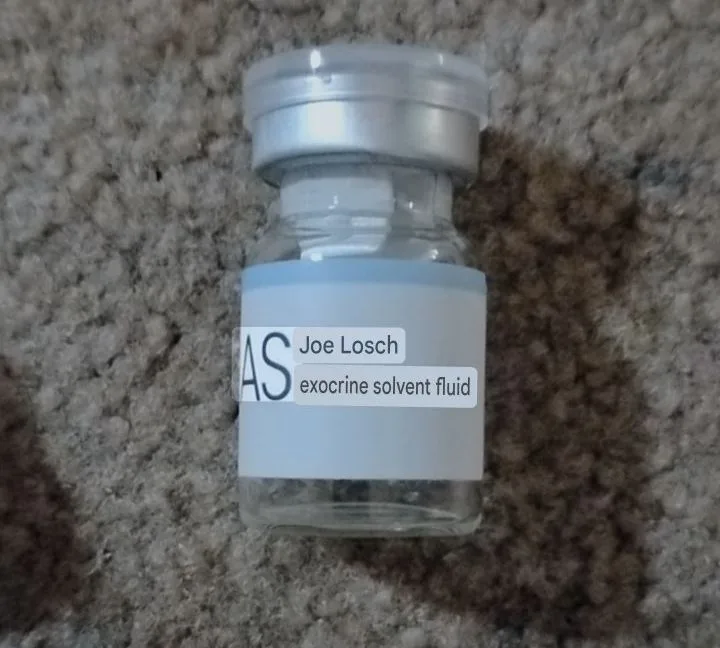 AS Joe Losch
exocrine solvent fluid